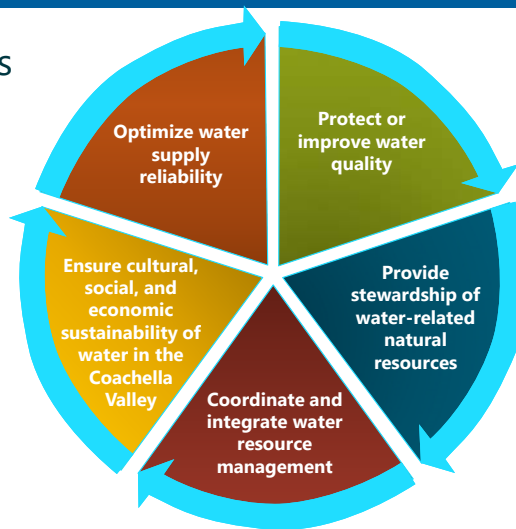 s
Optimize water
supply
reliability
Protect or
improve water
quality
Provide
stewardship of
water-related
natural
resources
Coordinate and
integrate water
resource
management
Ensure cultural,
social, and
economic
sustainability of
water in the
Coachella
Valley